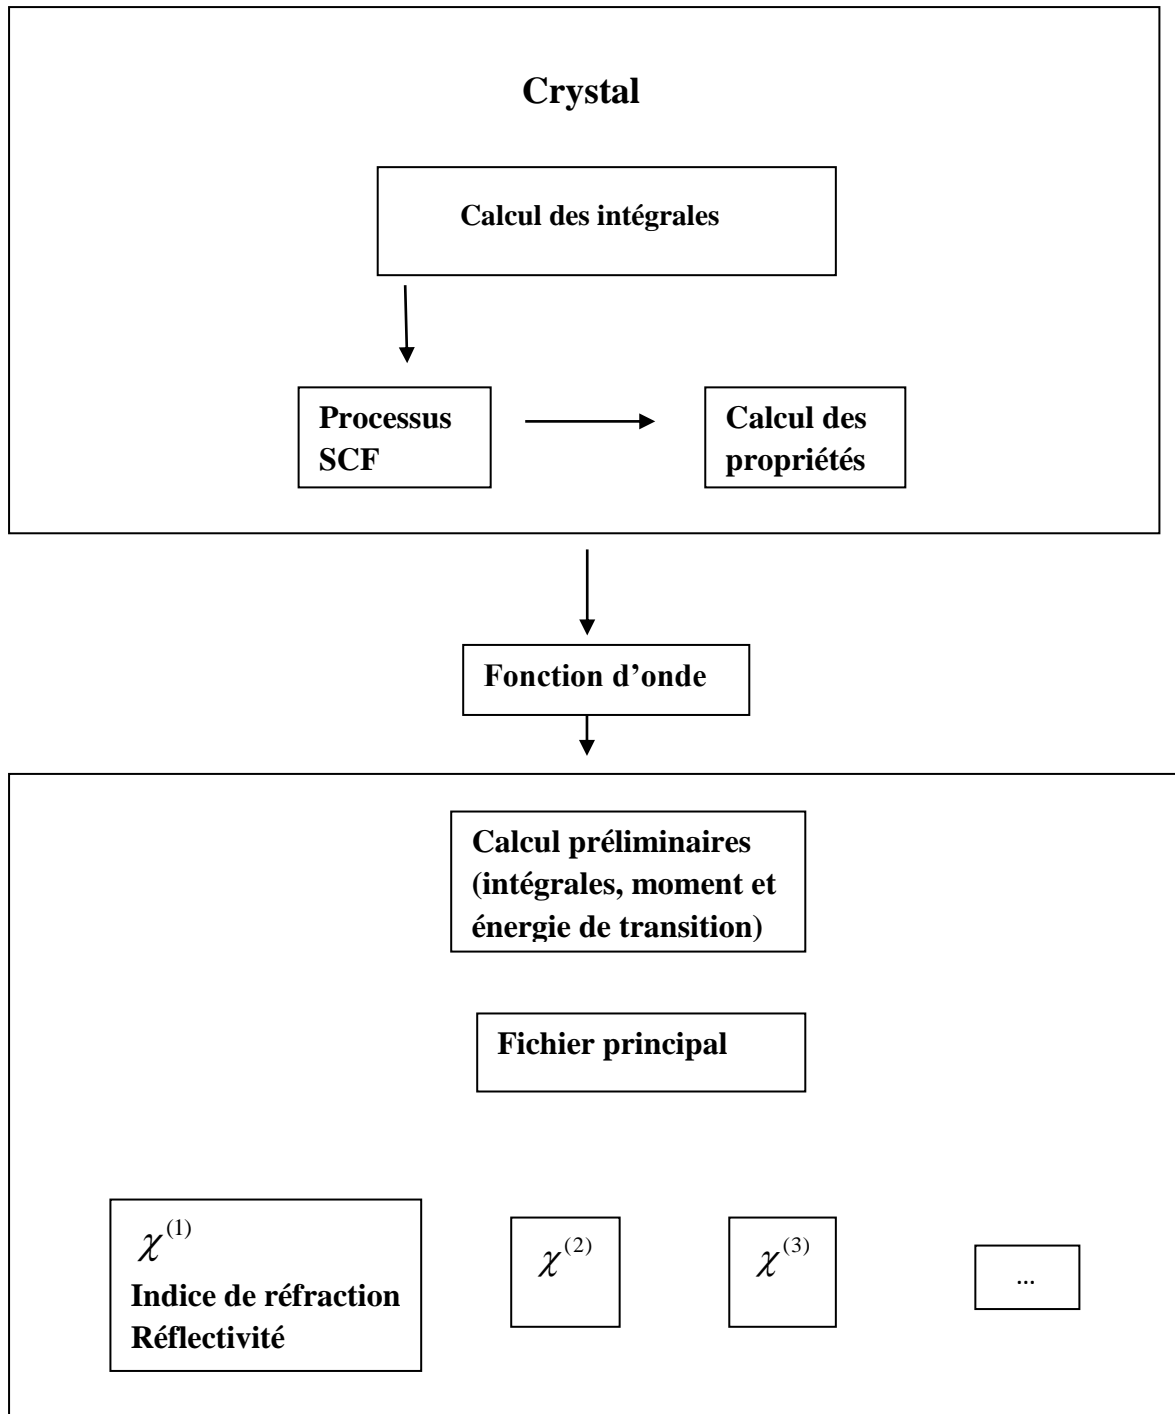 Crystal
Calcul des intégrales
Processus
SCF
Calcul des
propriétés
Fonction d’onde
Calcul préliminaires
(intégrales, moment et
énergie de transition)
Fichier principal
χ⁽¹⁾
Indice de réfraction
Réflectivité
χ⁽²⁾
χ⁽³⁾
...